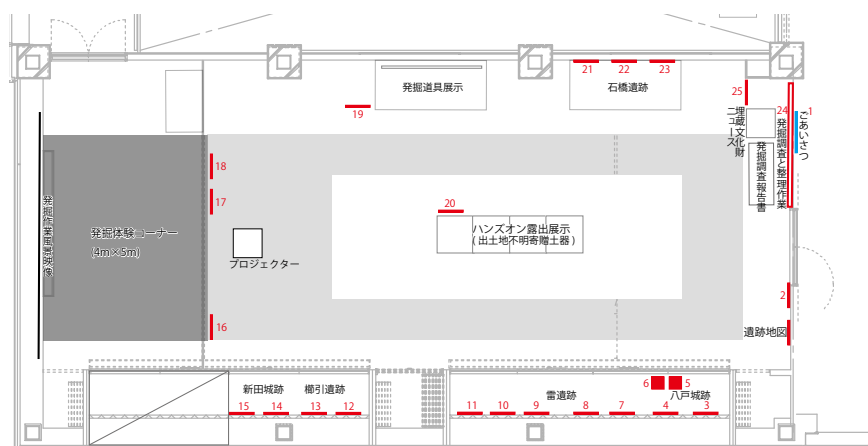 21
22
23
発掘道具展示
石橋遺跡
25
19
埋蔵文化財
ニュース
24
発掘調査と整理作業
1
ごあいさつ
発掘調査報告書
18
17
20
ハンズオン露出展示
(出土地不明寄贈土器)
発掘作業風景映像
発掘体験コーナー
(4m×5m)
プロジェクター
2
16
遺跡地図
新田城跡
櫛引遺跡
雷遺跡
6
5
八戸城跡
15
14
13
12
11
10
9
8
7
4
3